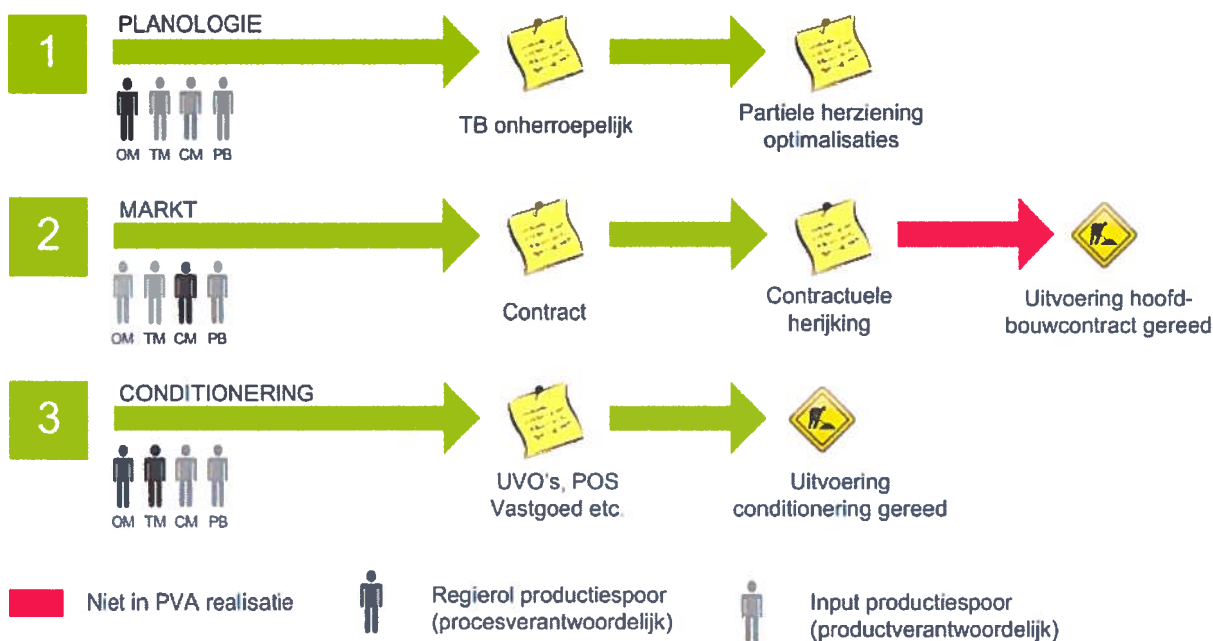 1
PLANOLOGIE
OM TM CM PB
TB onherroepelijk
Partiele herziening
optimalisaties
2
MARKT
OM TM CM PB
Contract
Contractuele
herijking
Uitvoering hoofd-
bouwcontract gereed
3
CONDITIONERING
OM TM CM PB
UVO's, POS
Vastgoed etc.
Uitvoering
conditionering gereed
Niet in PVA realisatie
Regierol productiespoor
(procesverantwoordelijk)
Input productiespoor
(productverantwoordelijk)